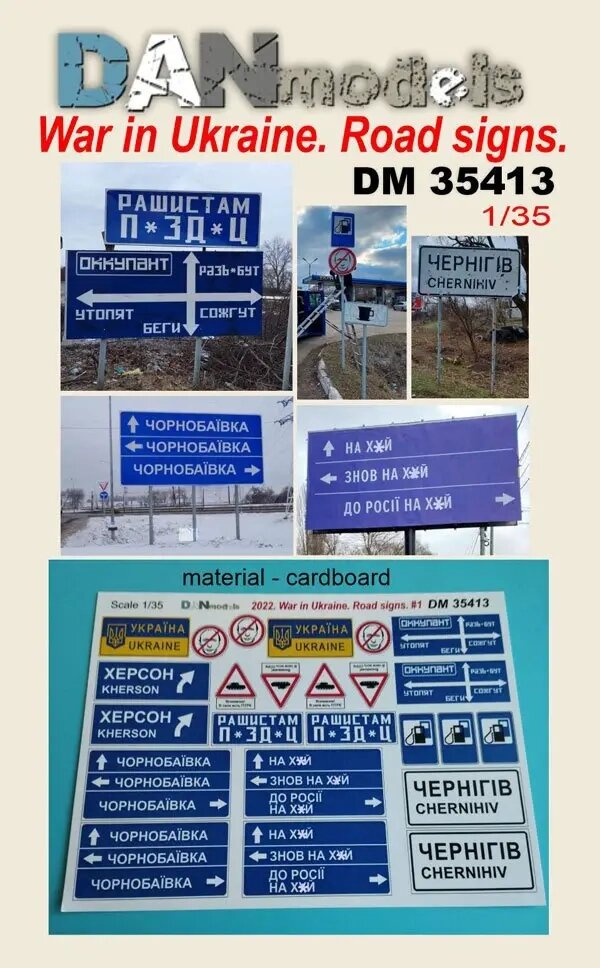 DANmodels
War in Ukraine. Road signs.
DM 35413
1/35
РАШИСТАМ
П*ЗД*Ц
ОККУПАНТ
РАЗЬ*БУТ
УТОПЯТ
СОЖГУТ
БЕГИ
ЧЕРНІГІВ
CHERNIHIV
ЧОРНОБАЇВКА
ЧОРНОБАЇВКА
ЧОРНОБАЇВКА
НА Х*Й
ЗНОВ НА Х*Й
ДО РОСІЇ НА Х*Й
material - cardboard
Scale 1/35 DANmodels 2022. War in Ukraine. Road signs. #1 DM 35413
УКРАЇНА
UKRAINE
УКРАЇНА
UKRAINE
ОККУПАНТ
РАЗЬ*БУТ
УТОПЯТ
СОЖГУТ
БЕГИ
ХЕРСОН
KHERSON
ОККУПАНТ
РАЗЬ*БУТ
УТОПЯТ
СОЖГУТ
БЕГИ
ХЕРСОН
KHERSON
РАШИСТАМ
П*ЗД*Ц
РАШИСТАМ
П*ЗД*Ц
ЧОРНОБАЇВКА
ЧОРНОБАЇВКА
ЧОРНОБАЇВКА
НА Х*Й
ЗНОВ НА Х*Й
ДО РОСІЇ
НА Х*Й
ЧЕРНІГІВ
CHERNIHIV
ЧОРНОБАЇВКА
ЧОРНОБАЇВКА
ЧОРНОБАЇВКА
НА Х*Й
ЗНОВ НА Х*Й
ДО РОСІЇ
НА Х*Й
ЧЕРНІГІВ
CHERNIHIV